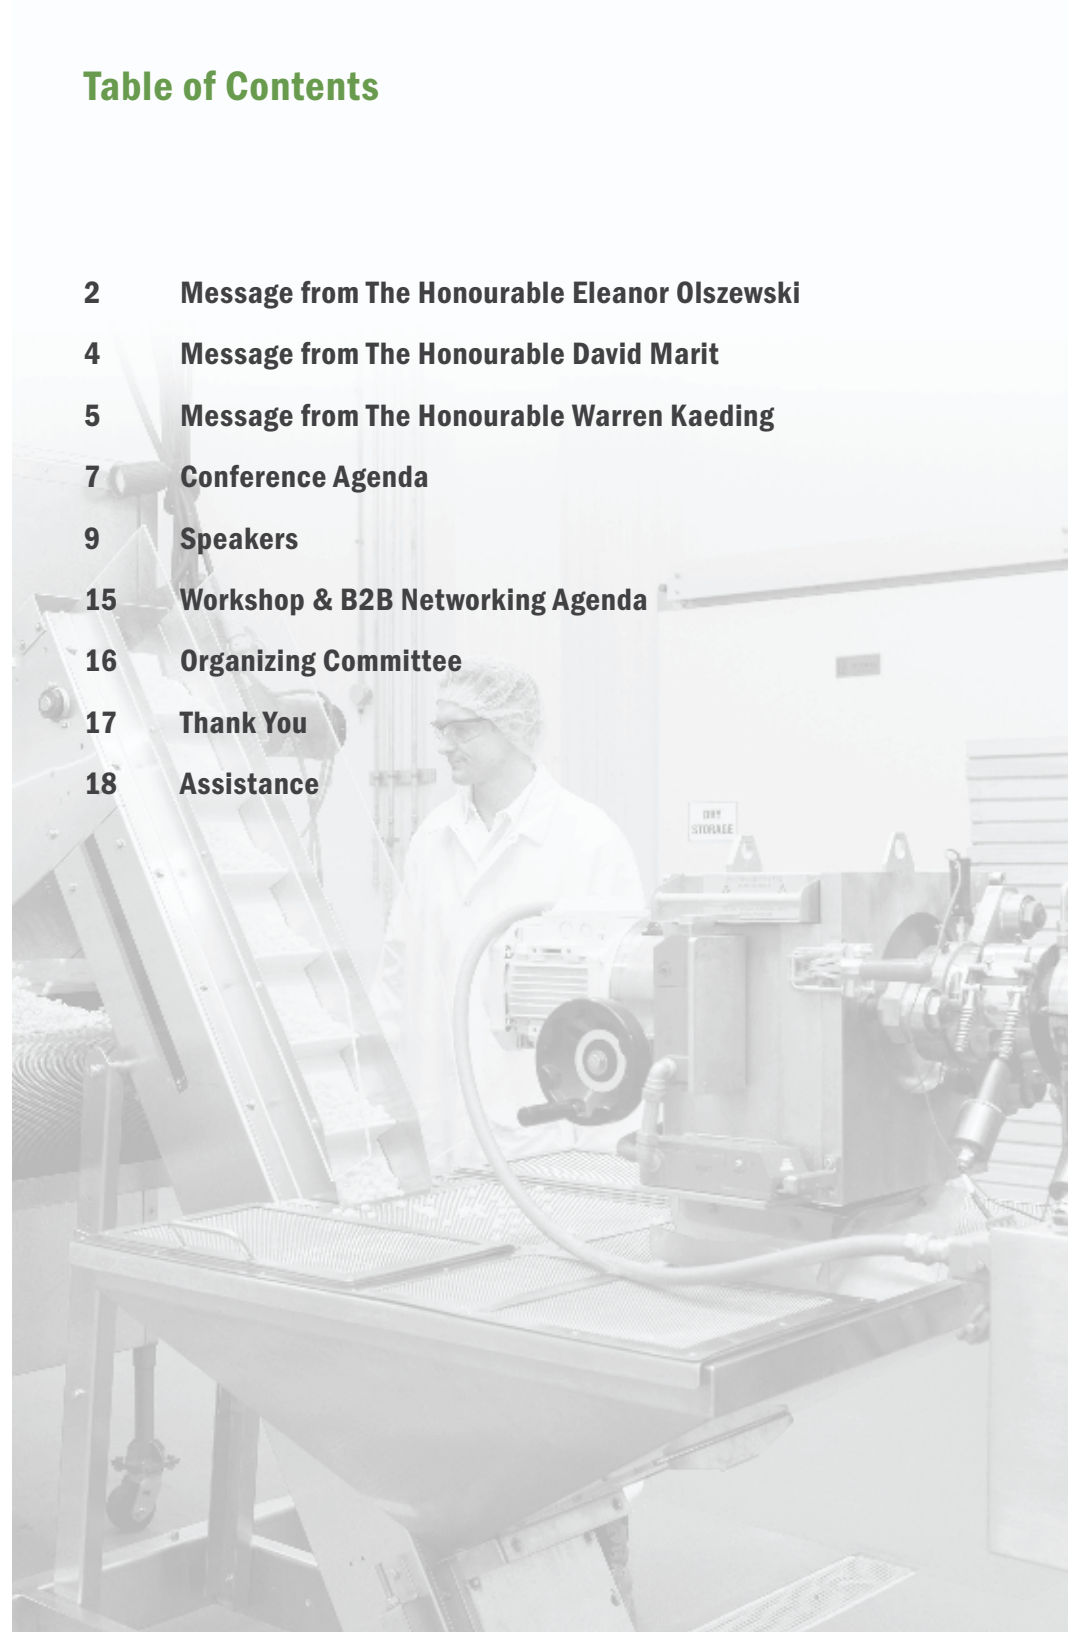 Table of Contents
2 Message from The Honourable Eleanor Olszewski
4 Message from The Honourable David Marit
5 Message from The Honourable Warren Kaeding
7 Conference Agenda
9 Speakers
15 Workshop & B2B Networking Agenda
16 Organizing Committee
17 Thank You
18 Assistance
DRY
STORAGE